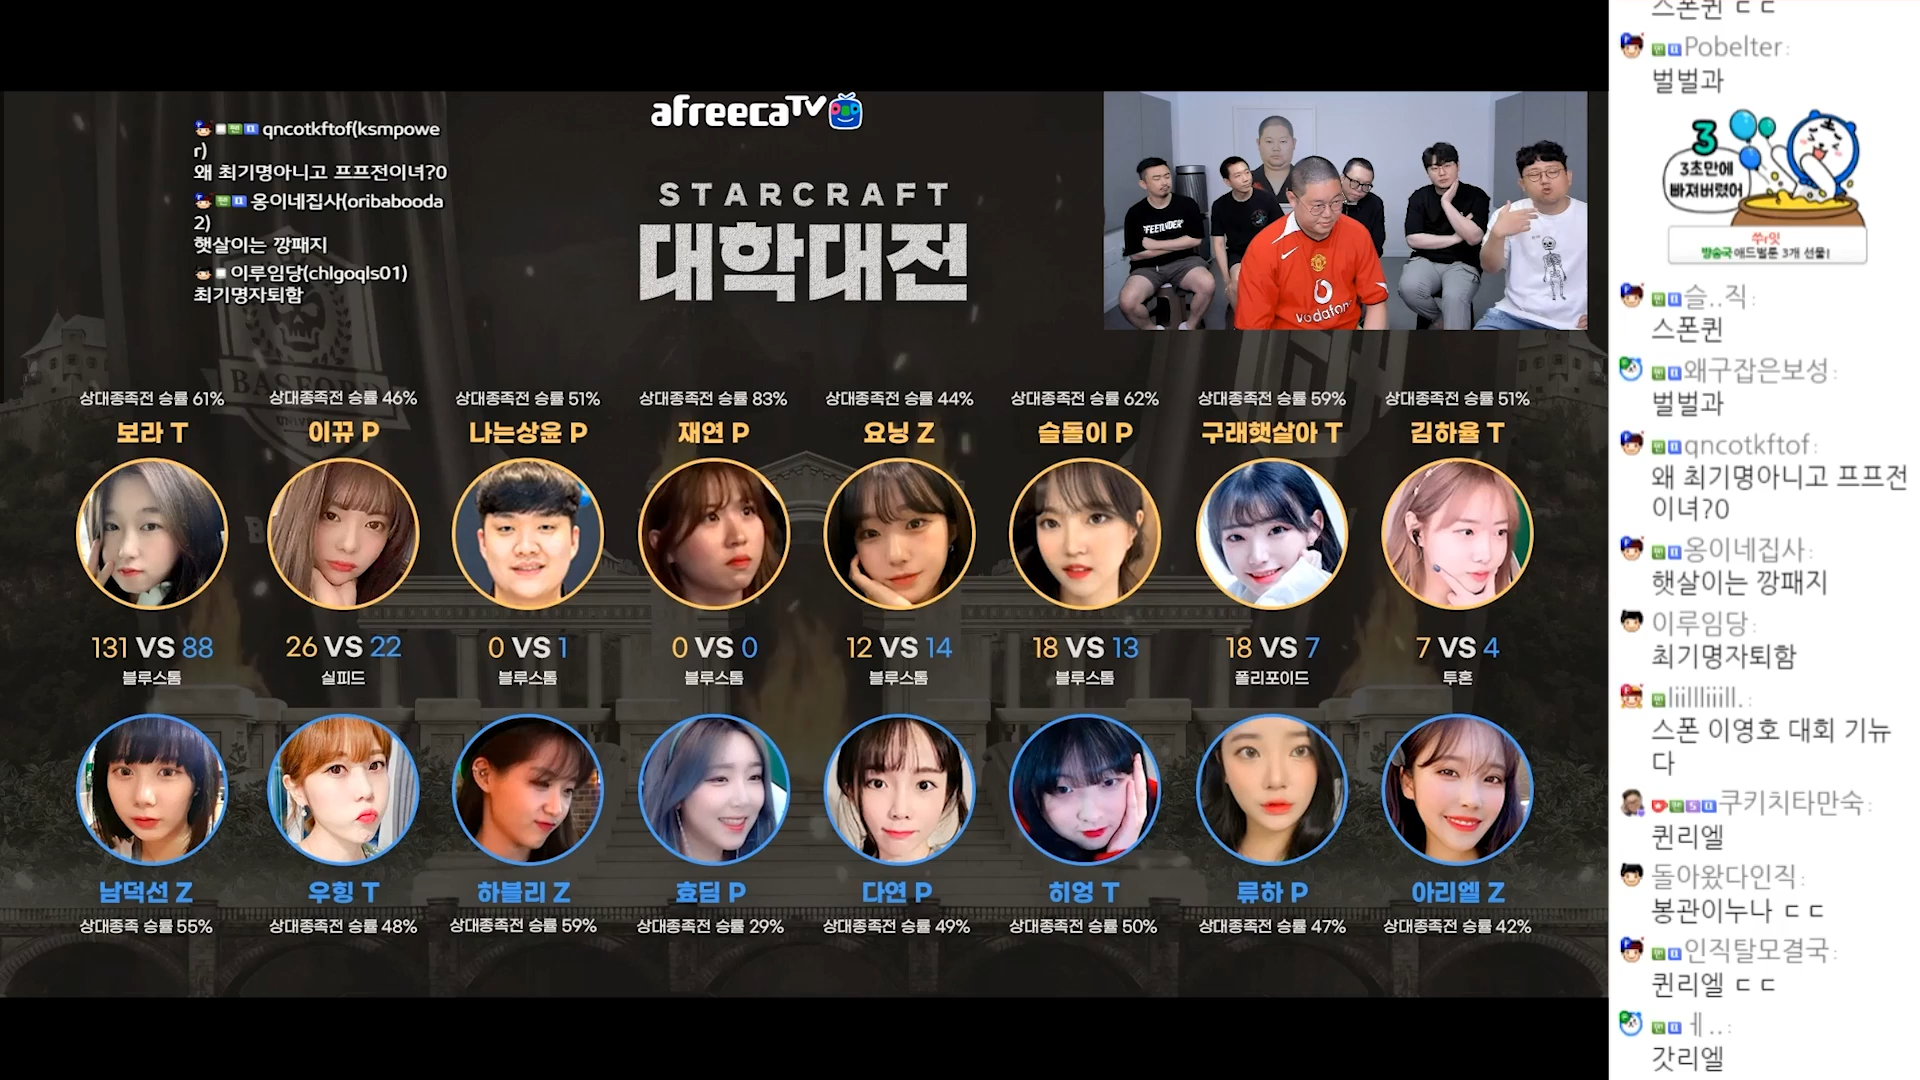 afreecaTV
STARCRAFT
대학대전
qncotkftof(ksmpowe
r)
왜 최기명아니고 프프전이녀?0
옹이네집사(oribabooda
2)
햇살이는 깡패지
이루임당(chlgoqls01)
최기명자퇴함
BASFORD
vodafone
상대종족전 승률 61% 상대종족전 승률 46% 상대종족전 승률 51% 상대종족전 승률 83% 상대종족전 승률 44% 상대종족전 승률 62% 상대종족전 승률 59% 상대종족전 승률 51%
보라 T 이뀨 P 나는상윤 P 재연 P 요닝 Z 슬돌이 P 구래햇살아 T 김하율 T
131 VS 88 26 VS 22 0 VS 1 0 VS 0 12 VS 14 18 VS 13 18 VS 7 7 VS 4
블루스톰 실피드 블루스톰 블루스톰 블루스톰 블루스톰 폴리포이드 투혼
남덕선 Z 우힝 T 하블리 Z 효딤 P 다연 P 히엉 T 류하 P 아리엘 Z
상대종족 승률 55% 상대종족전 승률 48% 상대종족전 승률 59% 상대종족전 승률 29% 상대종족전 승률 49% 상대종족전 승률 50% 상대종족전 승률 47% 상대종족전 승률 42%
스폰퀸 ㄷㄷ
Pobelter:
벌벌과
3
3초만에
빠져버렸어
쑤r잇
방송국 애드벌룬 3개 선물!
슬..직:
스폰퀸
왜구잡은보성:
벌벌과
qncotkftof:
왜 최기명아니고 프프전
이녀?0
옹이네집사:
햇살이는 깡패지
이루임당:
최기명자퇴함
스폰 이영호 대회 기뉴
다
쿠키치타만숙:
퀸리엘
돌아왔다인직:
봉관이누나 ㄷㄷ
인직탈모결국:
퀸리엘 ㄷㄷ
ㅔ..:
갓리엘